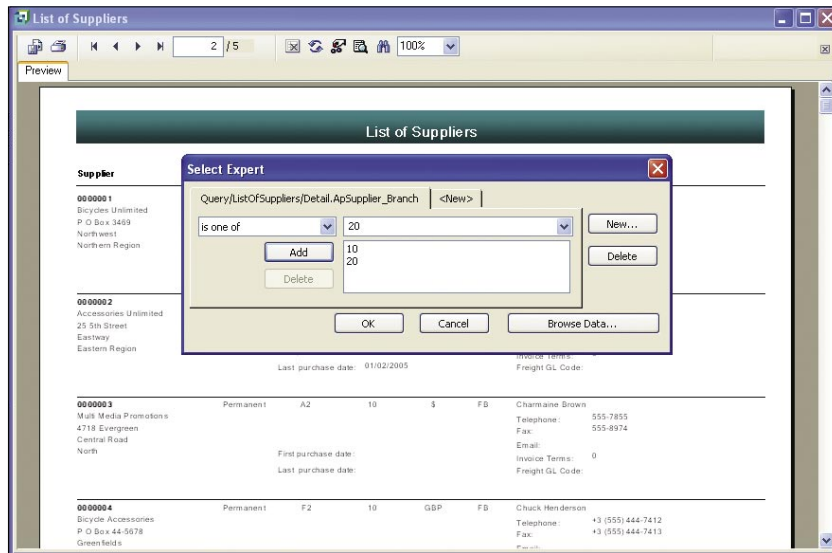 List of Suppliers
2 /5
100%
Preview
List of Suppliers
Supplier
0000001
Bicycles Unlimited
P O Box 3469
Northwest
Northern Region
Select Expert
Query/ListOfSuppliers/Detail.ApSupplier_Branch <New>
is one of 20 New...
Add 10
20 Delete
Delete
OK Cancel Browse Data...
0000002
Accessories Unlimited
25 5th Street
Eastway
Eastern Region
Invoice Terms:
Last purchase date: 01/02/2005 Freight GL Code:
0000003 Permanent A2 10 $ FB Charmaine Brown
Multi Media Promotions Telephone: 555-7855
4718 Evergreen Fax: 555-8974
Central Road Email:
North First purchase date: Invoice Terms: 0
Last purchase date: Freight GL Code:
0000004 Permanent F2 10 GBP FB Chuck Henderson
Bicycle Accessories Telephone: +3 (555) 444-7412
P O Box 44-5678 Fax: +3 (555) 444-7413
Greenfields